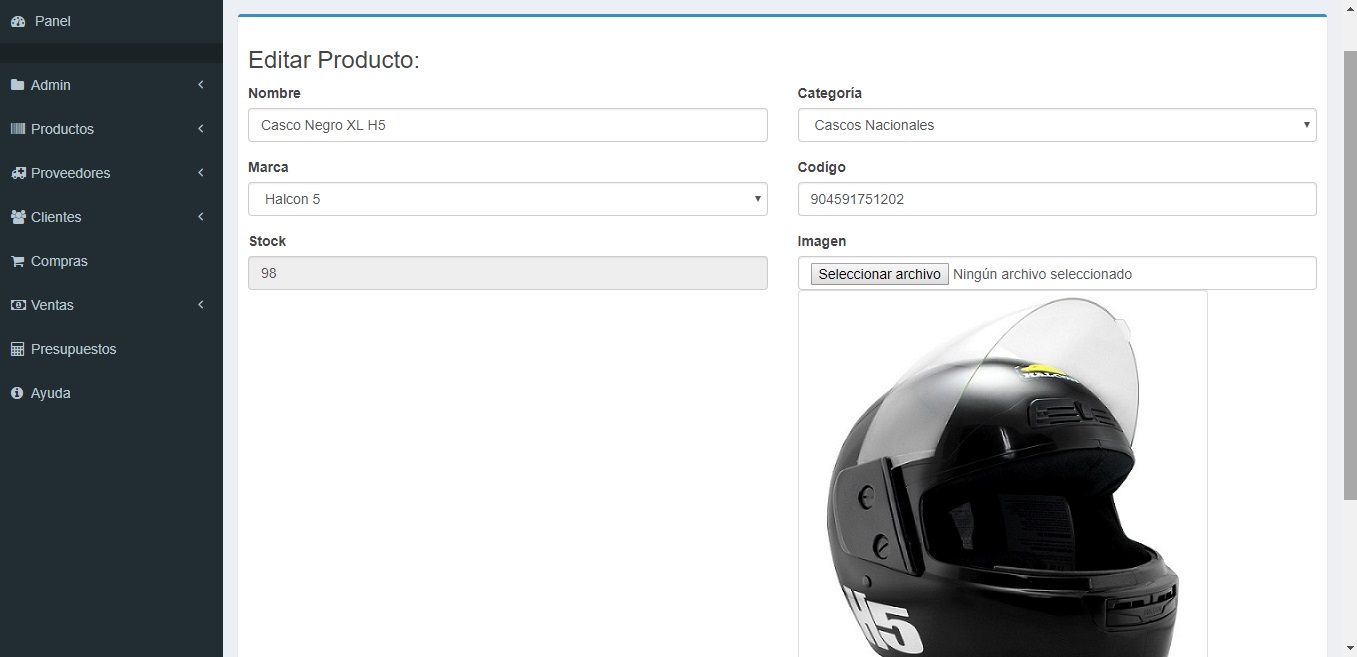 Panel
Admin
Productos
Proveedores
Clientes
Compras
Ventas
Presupuestos
Ayuda
Editar Producto:
Nombre
Casco Negro XL H5
Categoría
Cascos Nacionales
Marca
Halcon 5
Codígo
904591751202
Stock
98
Imagen
Seleccionar archivo Ningún archivo seleccionado
H5